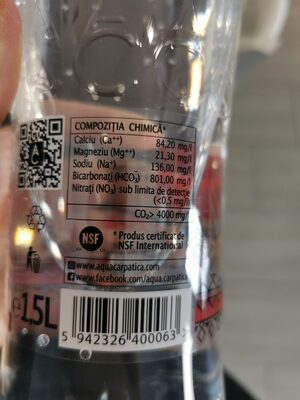 COMPOZIȚIA CHIMICĂ*
Calciu (Ca⁺⁺) 84,20 mg/l
Magneziu (Mg⁺⁺) 21,30 mg/l
Sodiu (Na⁺) 136,00 mg/l
Bicarbonați (HCO₃⁻) 801,00 mg/l
Nitrați (NO₃⁻) sub limita de detecție
(<0,5 mg/l)
CO₂> 4000 mg/l
NSF
* Produs certificat de
NSF International
www.aquacarpatica.com
www.facebook.com/aqua.carpatica
℮1,5L
5 942326 400063